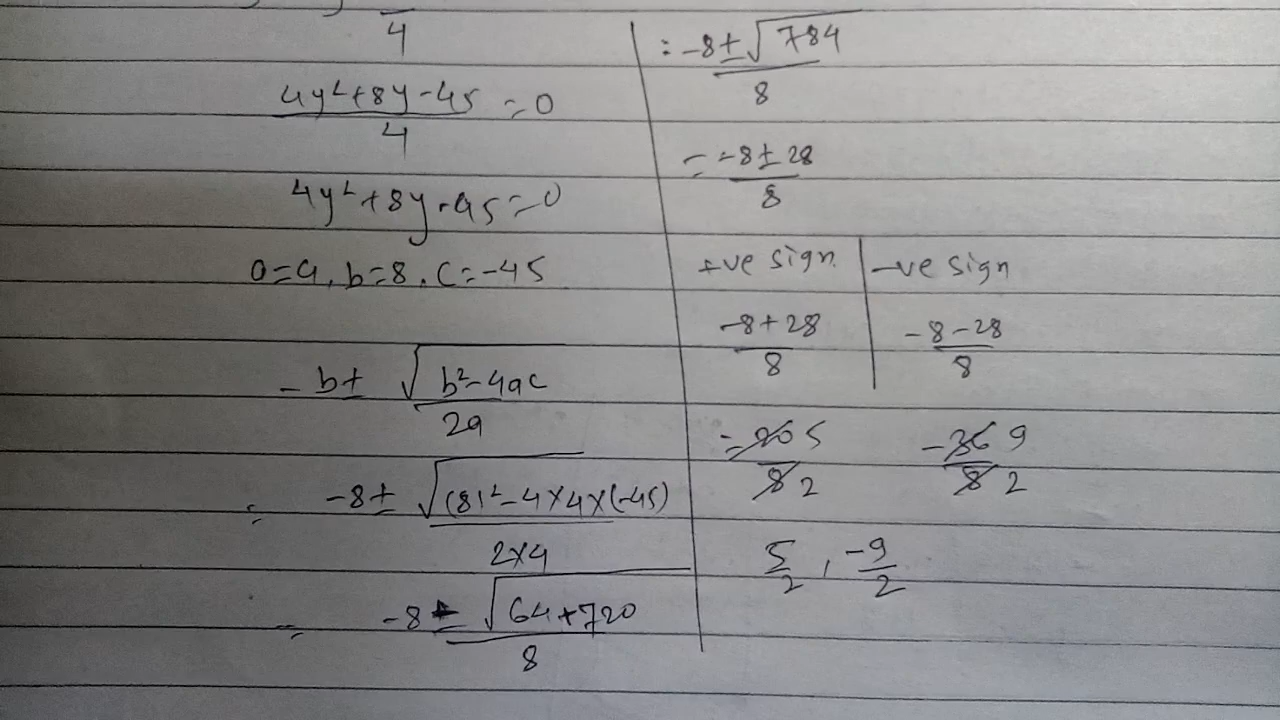 4
4y²+8y-45 =0
4
4y²+8y-45=0
a=4, b=8, c=-45
- b± √b²-4ac
2a
= -8± √(8)²-4×4×(-45)
2×4
= -8± √64+720
8
= -8±√784
8
= -8±28
8
+ve sign -ve sign
-8+28 -8-28
8 8
= 20 5 -36 9
8 2 8 2
5/2, -9/2